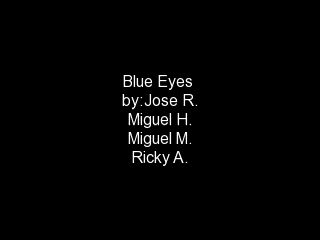 Blue Eyes
by:Jose R.
Miguel H.
Miguel M.
Ricky A.